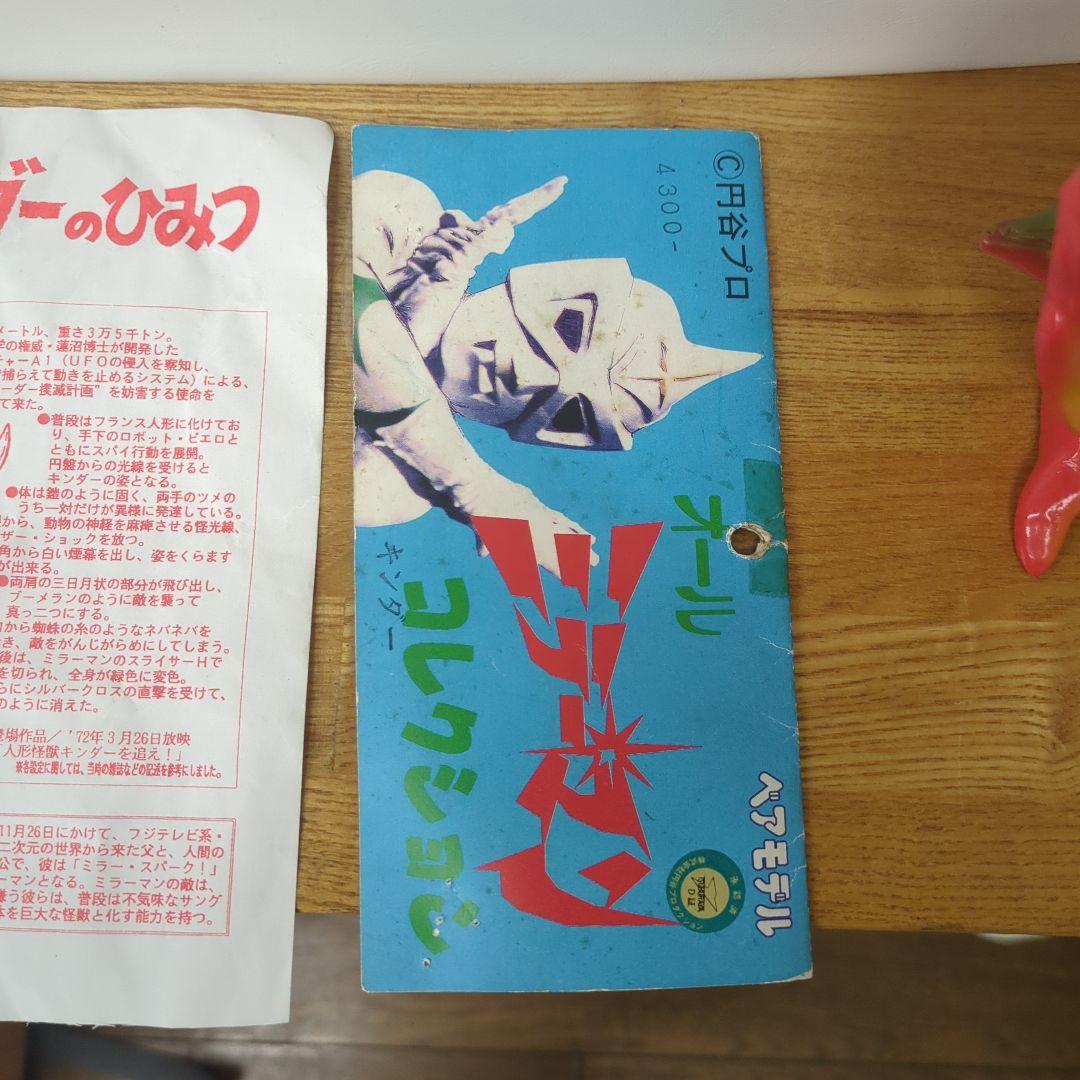 ダーのひみつ
メートル、重さ3万5千トン。
学の権威・蓮沼博士が開発した
チャーA1（UFOの侵入を察知し、
捕らえて動きを止めるシステム）による、
ーダー撲滅計画”を妨害する使命を
て来た。
●普段はフランス人形に化けてお
り、手下のロボット・ピエロと
ともにスパイ行動を展開。
円盤からの光線を受けると
キンダーの姿となる。
●体は鎧のように固く、両手のツメの
うち一対だけが異様に発達している。
から、動物の神経を麻痺させる怪光線、
ザー・ショックを放つ。
角から白い煙幕を出し、姿をくらます
が出来る。
●両肩の三日月状の部分が飛び出し、
ブーメランのように敵を襲って
真っ二つにする。
から蜘蛛の糸のようなネバネバを
き、敵をがんじがらめにしてしまう。
後は、ミラーマンのスライサーHで
を切られ、全身が緑色に変色。
らにシルバークロスの直撃を受けて、
のように消えた。
登場作品／’72年3月26日放映
「人形怪獣キンダーを追え！」
※各設定に関しては、当時の雑誌などの記述を参考にしました。
11月26日にかけて、フジテレビ系・
二次元の世界から来た父と、人間の
公で、彼は「ミラー・スパーク！」
ーマンとなる。ミラーマンの敵は、
嫌う彼らは、普段は不気味なサング
体を巨大な怪獣と化す能力を持つ。
Ⓒ円谷プロ
4300-
オール
ミラーマン
コレクション
キンダー
ベアモデル